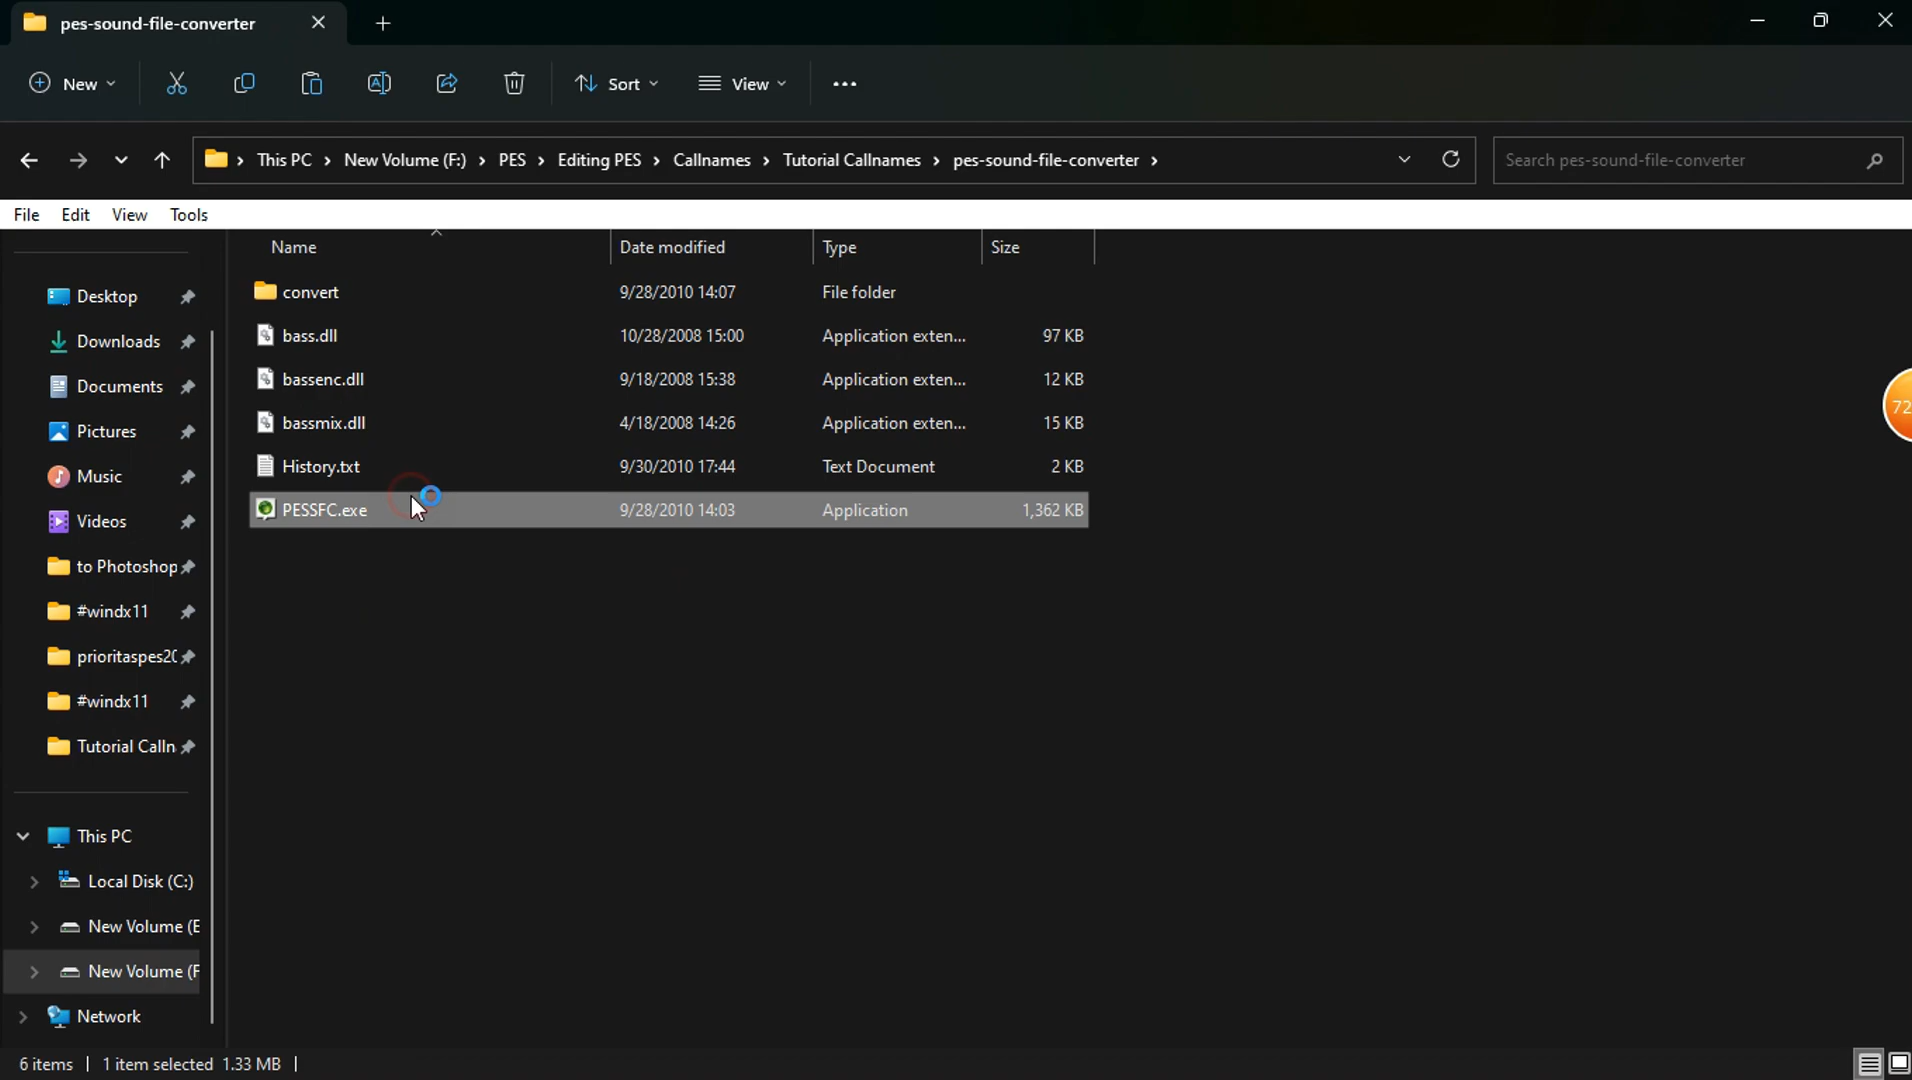 pes-sound-file-converter
New
Sort
View
This PC > New Volume (F:) > PES > Editing PES > Callnames > Tutorial Callnames > pes-sound-file-converter >
Search pes-sound-file-converter
File Edit View Tools
Name Date modified Type Size
convert 9/28/2010 14:07 File folder
bass.dll 10/28/2008 15:00 Application exten... 97 KB
bassenc.dll 9/18/2008 15:38 Application exten... 12 KB
bassmix.dll 4/18/2008 14:26 Application exten... 15 KB
History.txt 9/30/2010 17:44 Text Document 2 KB
PESSFC.exe 9/28/2010 14:03 Application 1,362 KB
Desktop
Downloads
Documents
Pictures
Music
Videos
to Photoshop
#windx11
prioritaspes20
#windx11
Tutorial Calln
This PC
Local Disk (C:)
New Volume (E
New Volume (F
Network
72
6 items
1 item selected 1.33 MB